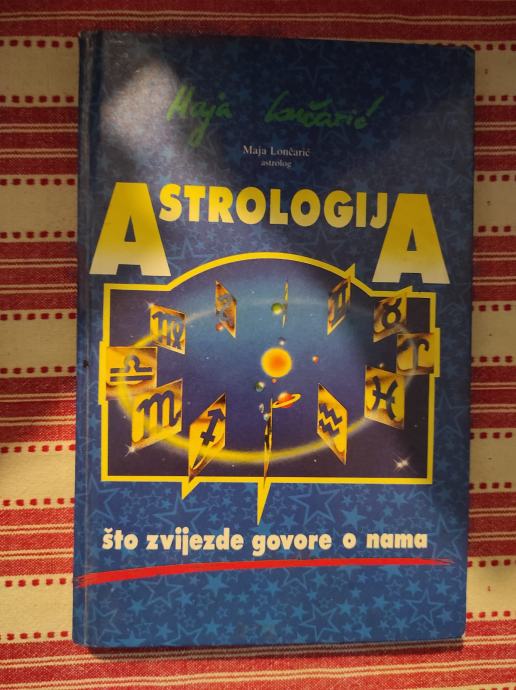 Maja Lončarić
Maja Lončarić
astrolog
ASTROLOGIJA
što zvijezde govore o nama